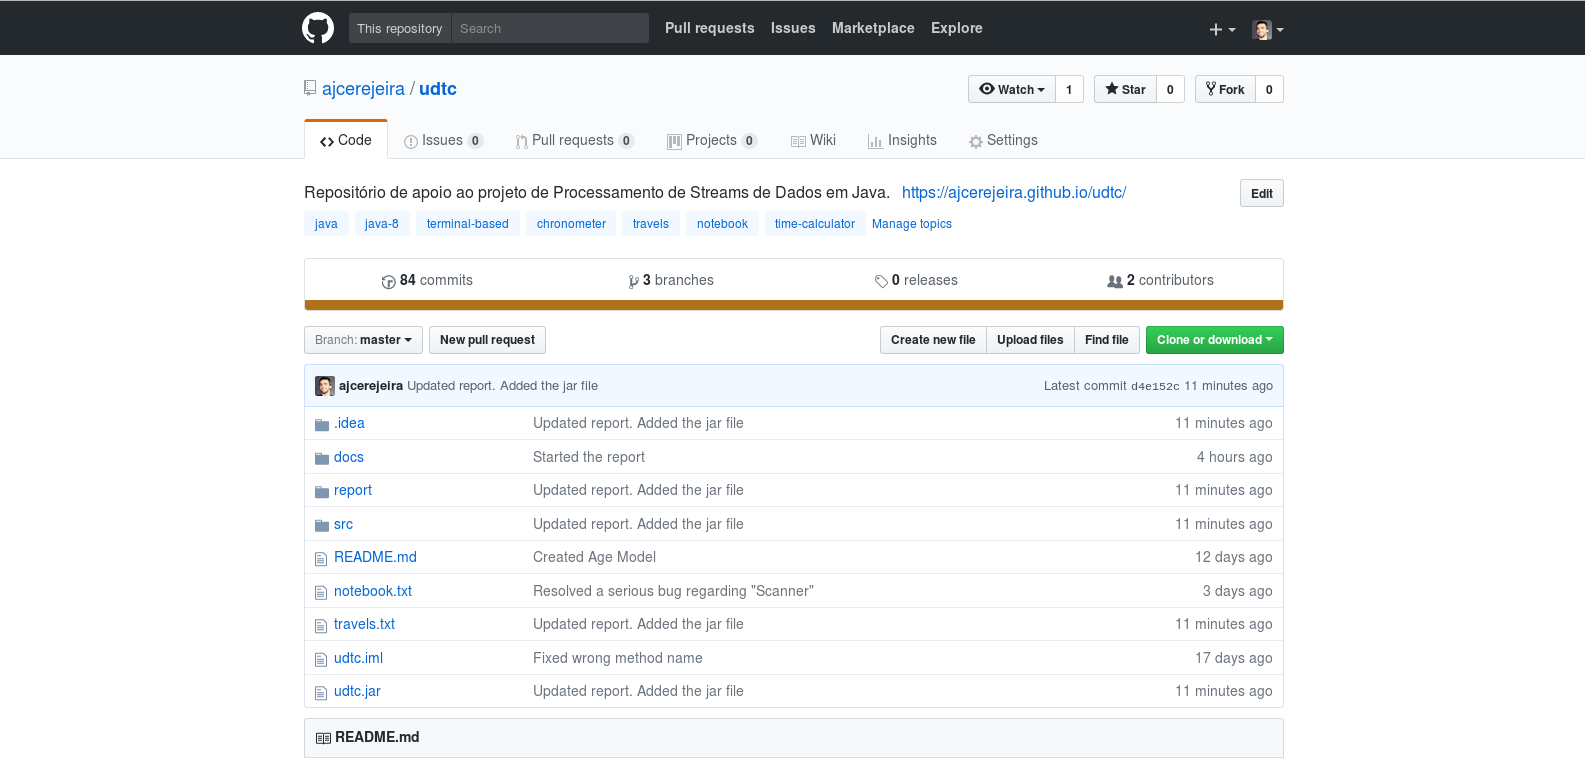 This repository Search Pull requests Issues Marketplace Explore
ajcerejeira / udtc Watch 1 Star 0 Fork 0
Code Issues 0 Pull requests 0 Projects 0 Wiki Insights Settings
Repositório de apoio ao projeto de Processamento de Streams de Dados em Java. https://ajcerejeira.github.io/udtc/ Edit
java java-8 terminal-based chronometer travels notebook time-calculator Manage topics
84 commits 3 branches 0 releases 2 contributors
Branch: master New pull request Create new file Upload files Find file Clone or download
ajcerejeira Updated report. Added the jar file Latest commit d4e152c 11 minutes ago
.idea Updated report. Added the jar file 11 minutes ago
docs Started the report 4 hours ago
report Updated report. Added the jar file 11 minutes ago
src Updated report. Added the jar file 11 minutes ago
README.md Created Age Model 12 days ago
notebook.txt Resolved a serious bug regarding "Scanner" 3 days ago
travels.txt Updated report. Added the jar file 11 minutes ago
udtc.iml Fixed wrong method name 17 days ago
udtc.jar Updated report. Added the jar file 11 minutes ago
README.md